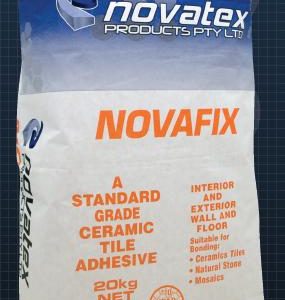 novatex
PRODUCTS PTY LTD
NOVAFIX
A
STANDARD
GRADE
CERAMIC
TILE
ADHESIVE
20kg
NET
INTERIOR
AND
EXTERIOR
WALL AND
FLOOR
Suitable for
Bonding:
• Ceramics Tiles
• Natural Stone
• Mosaics
novatex